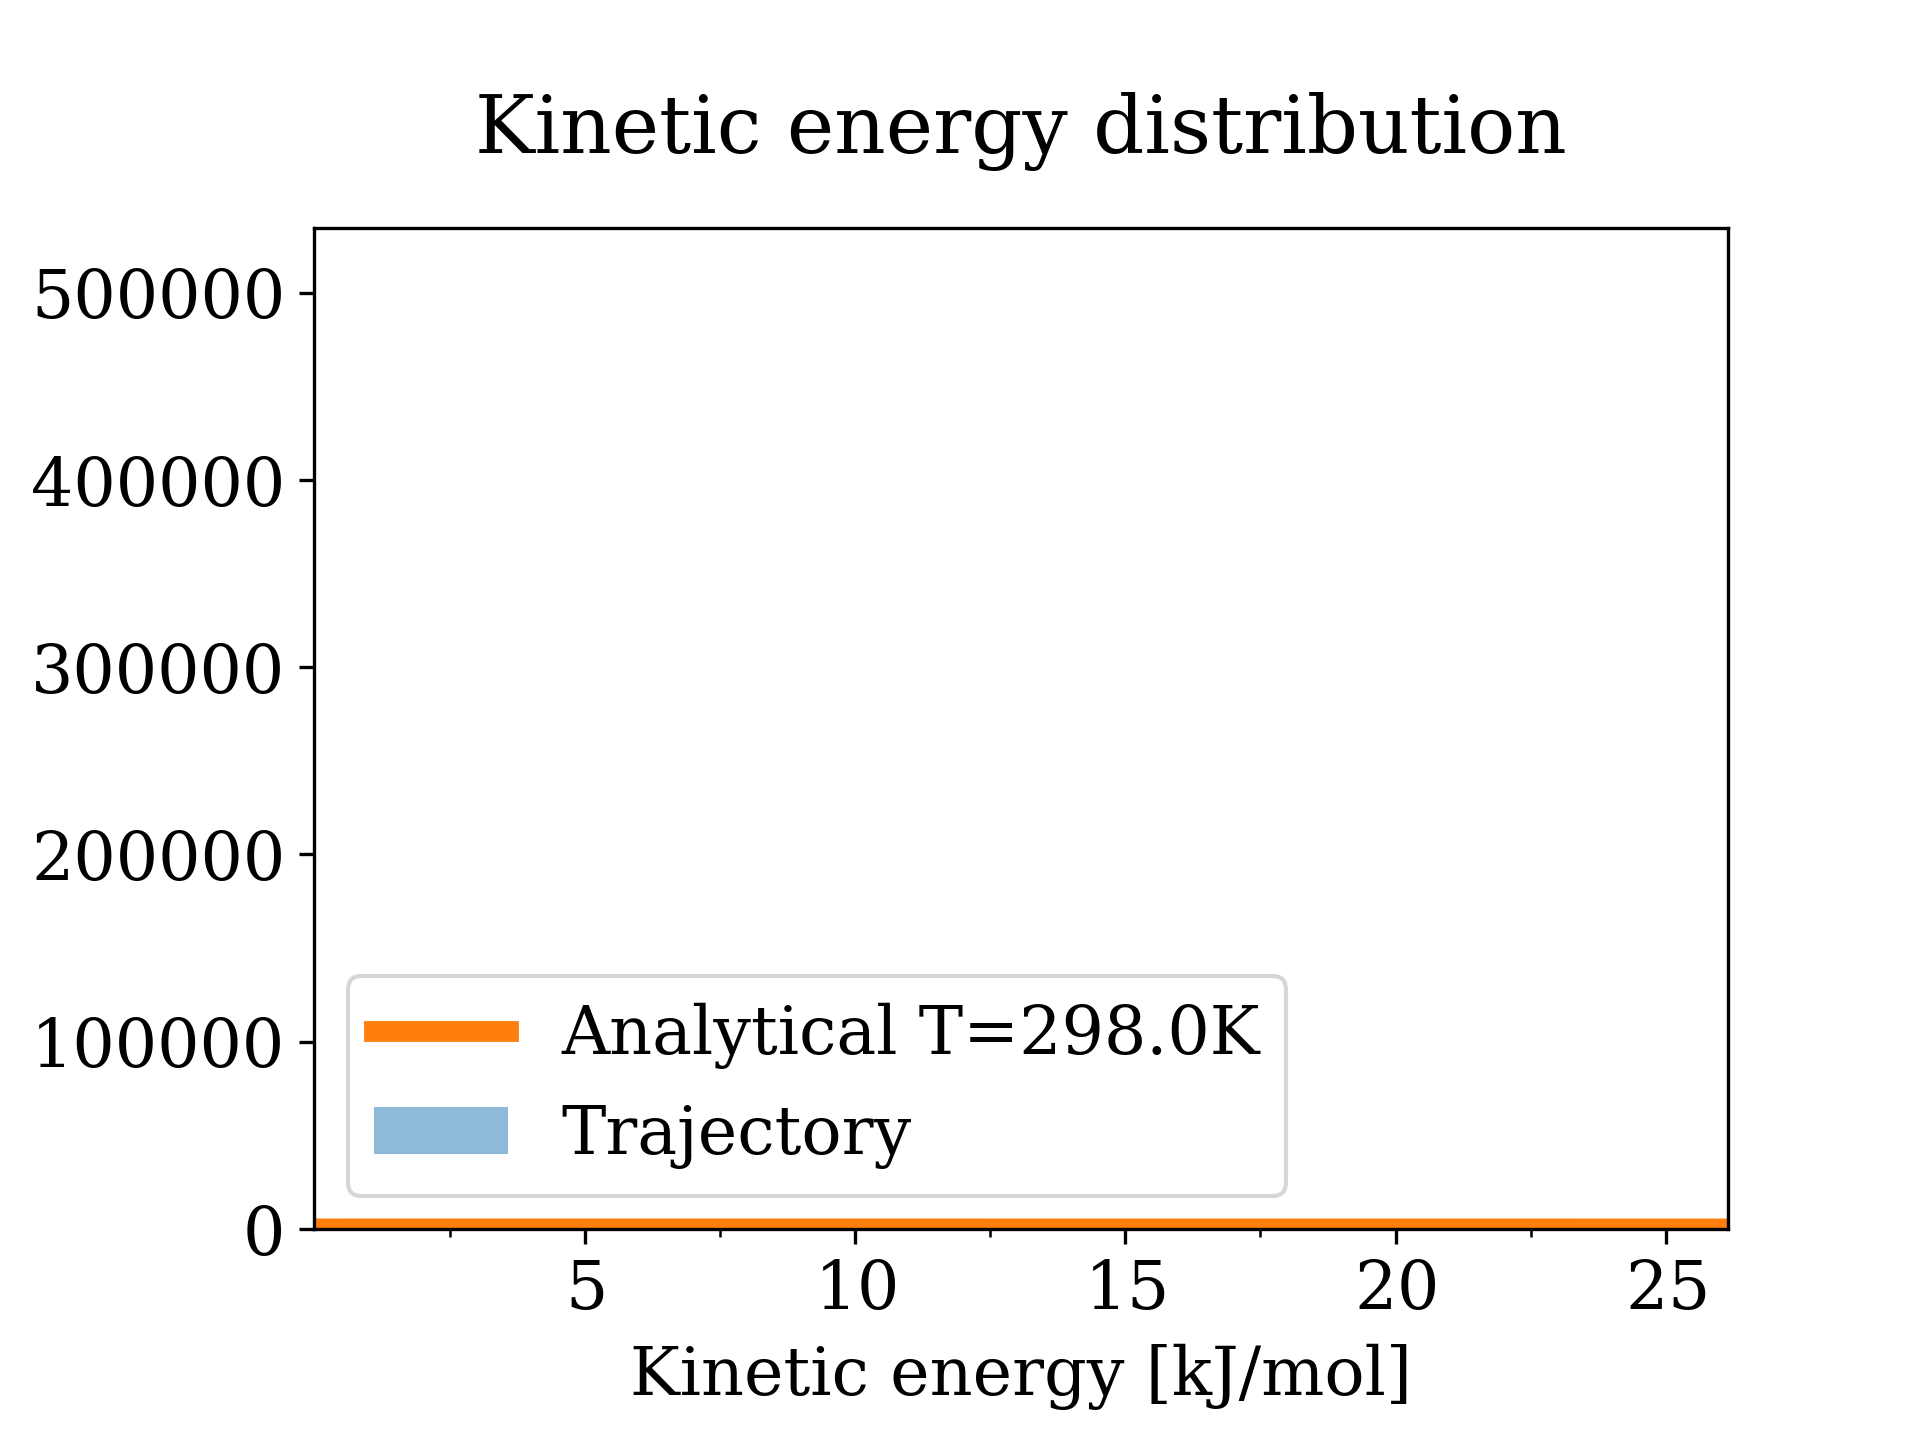 Kinetic energy distribution
500000
400000
300000
200000
100000
0
Analytical T=298.0K
Trajectory
5 10 15 20 25
Kinetic energy [kJ/mol]